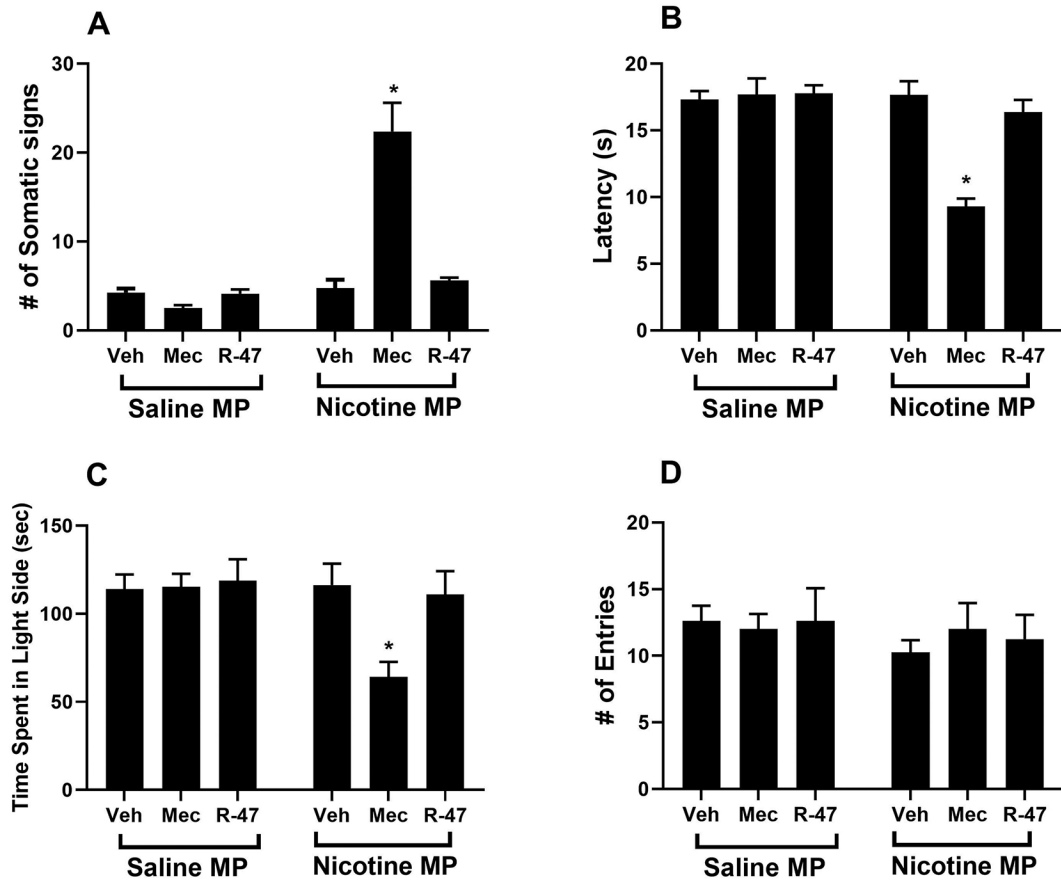 A
# of Somatic signs
30
20
10
0
*
Veh Mec R-47 Veh Mec R-47
Saline MP Nicotine MP
B
Latency (s)
20
15
10
5
0
*
Veh Mec R-47 Veh Mec R-47
Saline MP Nicotine MP
C
Time Spent in Light Side (sec)
150
100
50
0
*
Veh Mec R-47 Veh Mec R-47
Saline MP Nicotine MP
D
# of Entries
20
15
10
5
0
Veh Mec R-47 Veh Mec R-47
Saline MP Nicotine MP